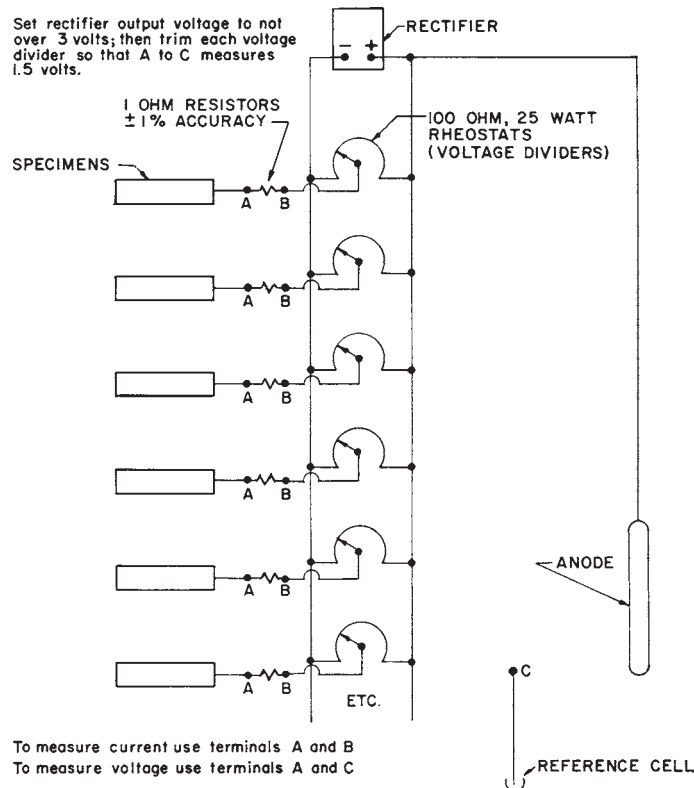 Set rectifier output voltage to not
over 3 volts; then trim each voltage
divider so that A to C measures
1.5 volts.
− +
RECTIFIER
1 OHM RESISTORS
±1% ACCURACY
100 OHM, 25 WATT
RHEOSTATS
(VOLTAGE DIVIDERS)
SPECIMENS
A B
A B
A B
A B
A B
A B
ANODE
C
ETC.
To measure current use terminals A and B
To measure voltage use terminals A and C
REFERENCE CELL